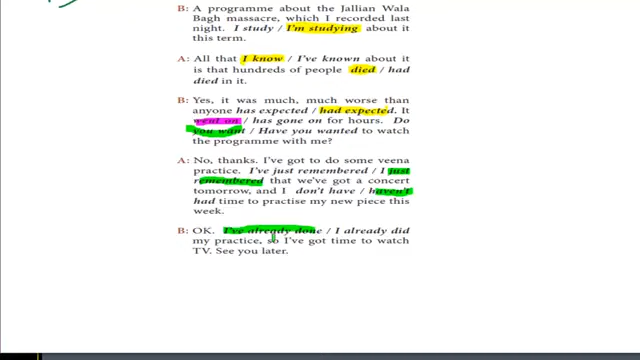 B: A programme about the Jallian Wala
Bagh massacre, which I recorded last
night. I study / I'm studying about it
this term.
A: All that I know / I've known about it
is that hundreds of people died / had
died in it.
B: Yes, it was much, much worse than
anyone has expected / had expected. It
went on / has gone on for hours. Do
you want / Have you wanted to watch
the programme with me?
A: No, thanks. I've got to do some veena
practice. I've just remembered / I just
remembered that we've got a concert
tomorrow, and I don't have / haven't
had time to practise my new piece this
week.
B: OK. I've already done / I already did
my practice, so I've got time to watch
TV. See you later.